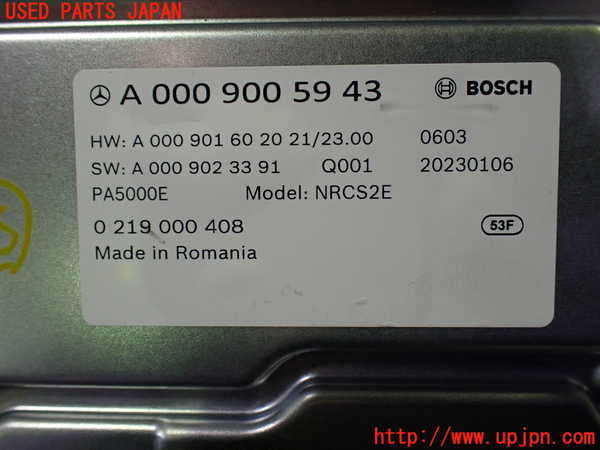 USED PARTS JAPAN
A 000 900 59 43
BOSCH
HW: A 000 901 60 20 21/23.00 0603
SW: A 000 902 33 91 Q001 20230106
PA5000E Model: NRCS2E
0 219 000 408 53F
Made in Romania
http://www.upjpn.com/